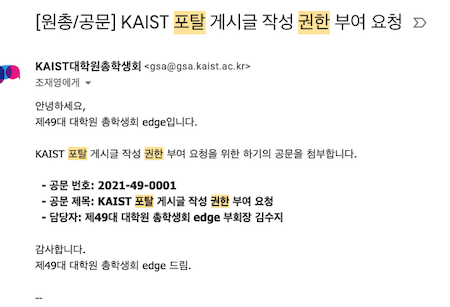 [원총/공문] KAIST 포탈 게시글 작성 권한 부여 요청
KAIST대학원총학생회 <gsa@gsa.kaist.ac.kr>
조재영에게
안녕하세요,
제49대 대학원 총학생회 edge입니다.
KAIST 포탈 게시글 작성 권한 부여 요청을 위한 하기의 공문을 첨부합니다.
- 공문 번호: 2021-49-0001
- 공문 제목: KAIST 포탈 게시글 작성 권한 부여 요청
- 담당자: 제49대 대학원 총학생회 edge 부회장 김수지
감사합니다.
제49대 대학원 총학생회 edge 드림.
--